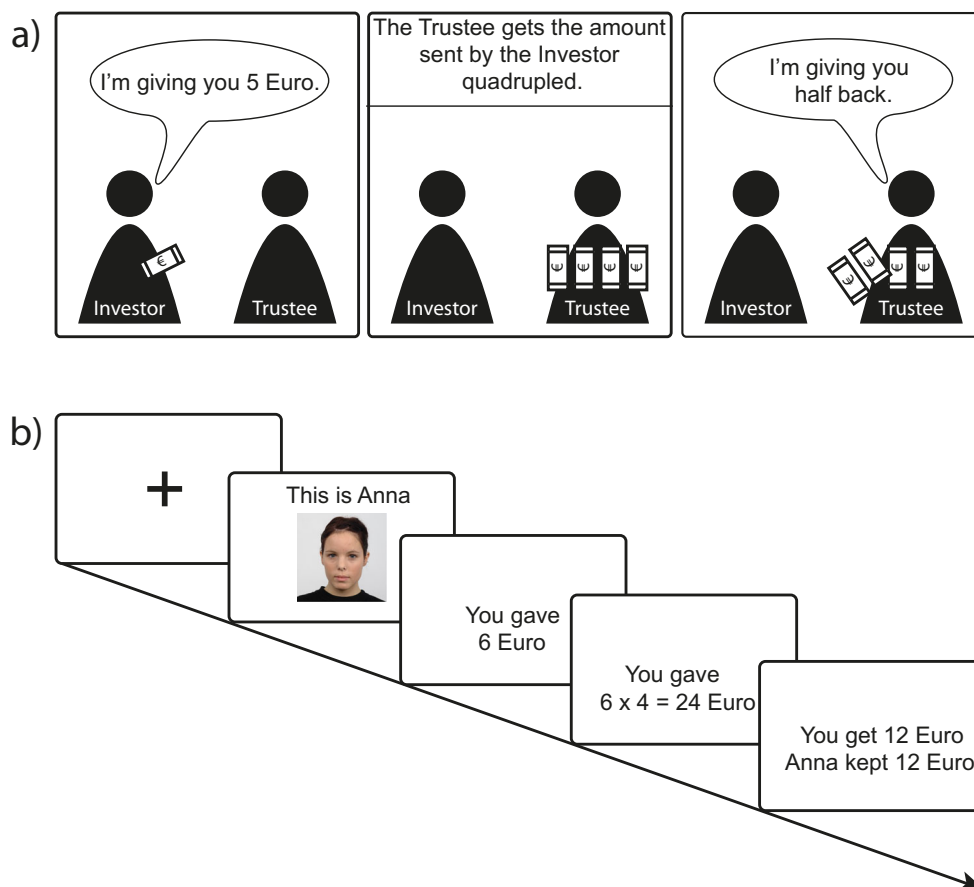 a)
I'm giving you 5 Euro.
Investor
Trustee
The Trustee gets the amount
sent by the Investor
quadrupled.
€
Investor
Trustee
€ € € €
I'm giving you
half back.
Investor
Trustee
€ € € €
b)
+
This is Anna
You gave
6 Euro
You gave
6 x 4 = 24 Euro
You get 12 Euro
Anna kept 12 Euro